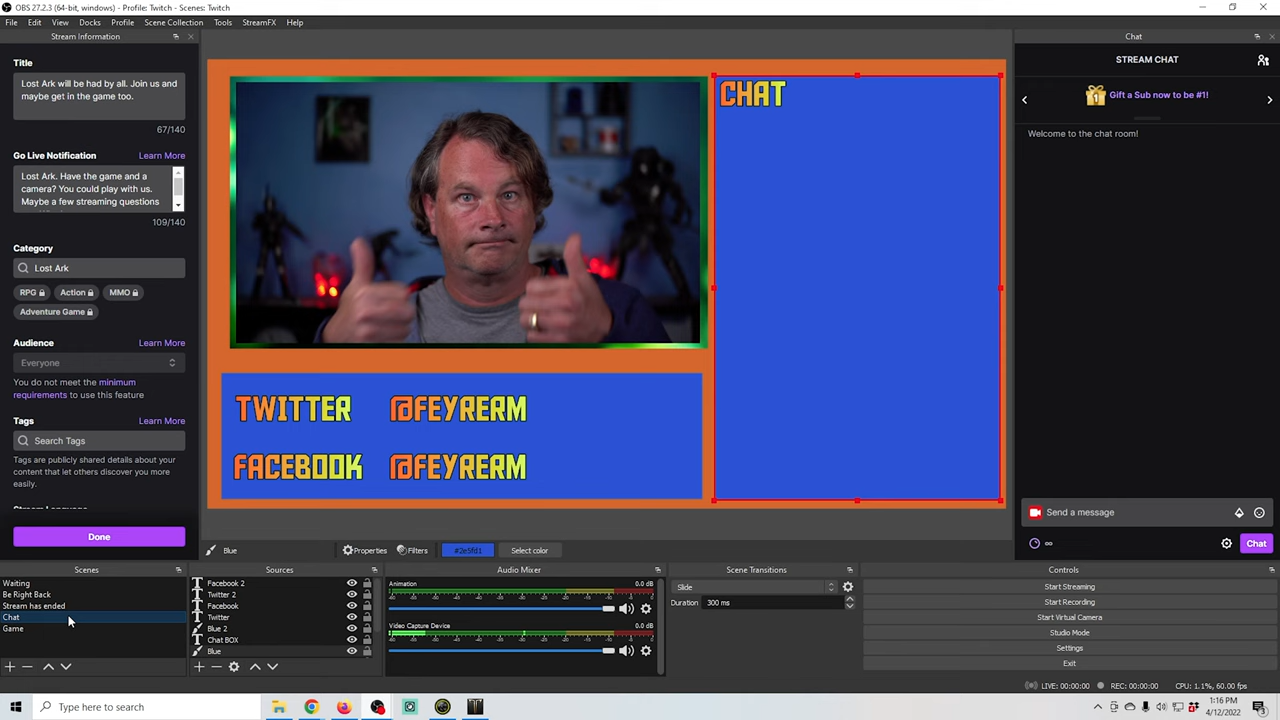 OBS 27.2.3 (64-bit, windows) - Profile: Twitch - Scenes: Twitch
File Edit View Docks Profile Scene Collection Tools StreamFX Help
Stream Information
Title
Lost Ark will be had by all. Join us and
maybe get in the game too.
67/140
Go Live Notification Learn More
Lost Ark. Have the game and a
camera? You could play with us.
Maybe a few streaming questions
109/140
Category
Lost Ark
RPG Action MMO
Adventure Game
Audience Learn More
Everyone
You do not meet the minimum
requirements to use this feature
Tags Learn More
Search Tags
Tags are publicly shared details about your
content that let others discover you more
easily.
Done
CHAT
TWITTER @FEYRERM
FACEBOOK @FEYRERM
Chat
STREAM CHAT
1
Gift a Sub now to be #1!
Welcome to the chat room!
Send a message
∞
Chat
Blue Properties Filters #2e5fd1 Select color
Scenes
Waiting
Be Right Back
Stream has ended
Chat
Game
Sources
Facebook 2
Twitter 2
Facebook
Twitter
Blue 2
Chat BOX
Blue
Audio Mixer
Animation 0.0 dB
Video Capture Device 0.0 dB
Scene Transitions
Slide
Duration 300 ms
Controls
Start Streaming
Start Recording
Start Virtual Camera
Studio Mode
Settings
Exit
LIVE: 00:00:00 REC: 00:00:00 CPU: 1.1%, 60.00 fps
Type here to search
1:16 PM
4/12/2022